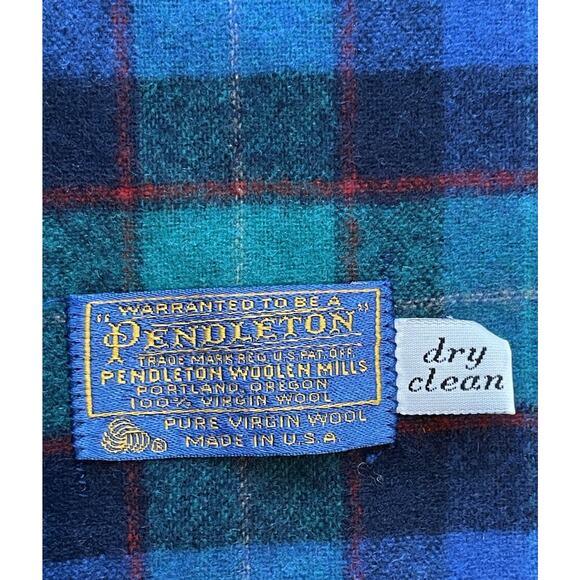 WARRANTED TO BE A
"PENDLETON"
TRADE MARK REG. U.S. PAT. OFF.
PENDLETON WOOLEN MILLS
PORTLAND, OREGON
100% VIRGIN WOOL
PURE VIRGIN WOOL
® MADE IN U.S.A
dry
clean